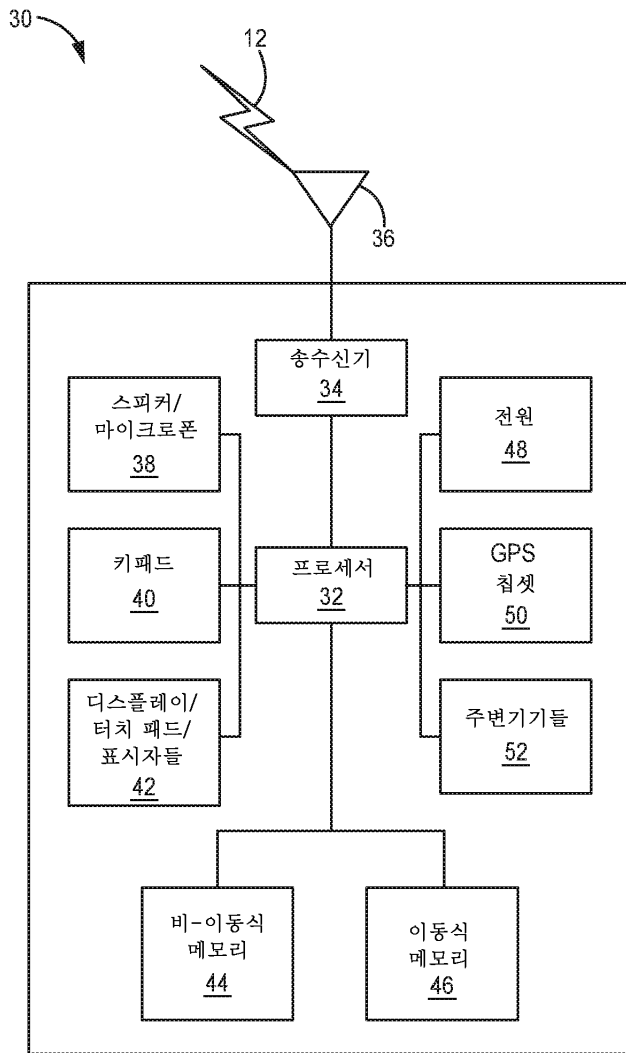 30
12
36
송수신기
34
스피커/
마이크로폰
38
전원
48
키패드
40
프로세서
32
GPS
칩셋
50
디스플레이/
터치 패드/
표시자들
42
주변기기들
52
비-이동식
메모리
44
이동식
메모리
46